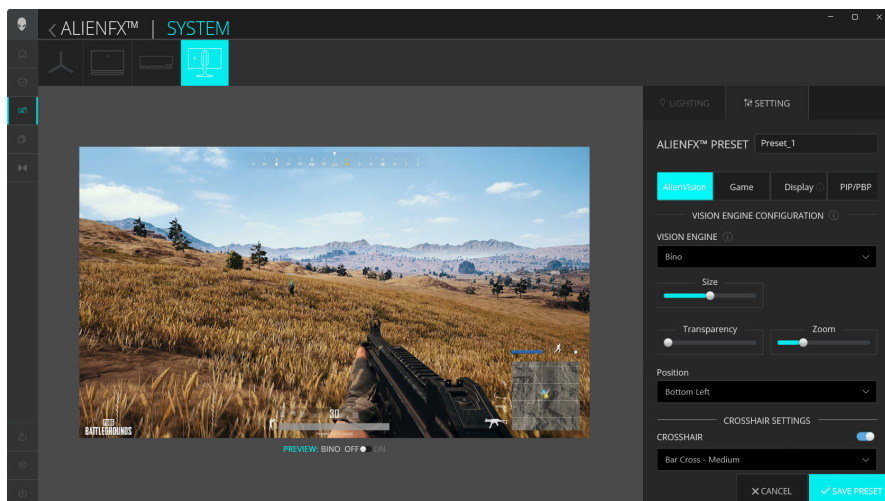 ALIENFX™ | SYSTEM
LIGHTING
SETTING
ALIENFX™ PRESET
Preset_1
AlienVision
Game
Display
PIP/PBP
VISION ENGINE CONFIGURATION
VISION ENGINE
Bino
Size
Transparency
Zoom
Position
Bottom Left
CROSSHAIR SETTINGS
CROSSHAIR
Bar Cross - Medium
CANCEL
SAVE PRESET
30
PUBG
BATTLEGROUNDS
PREVIEW: BINO OFF ON